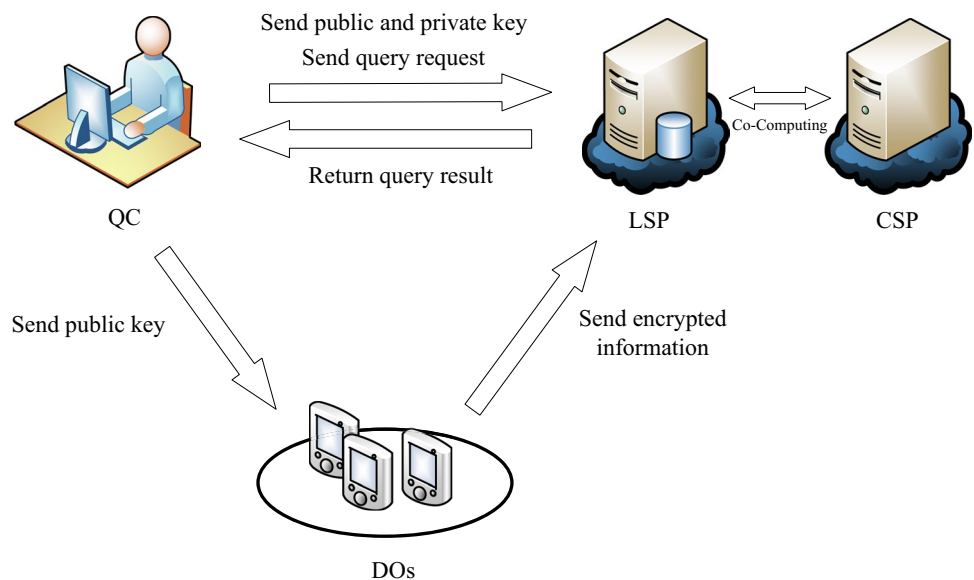 Send public and private key
Send query request
Co-Computing
Return query result
QC
LSP
CSP
Send public key
Send encrypted
information
DOs